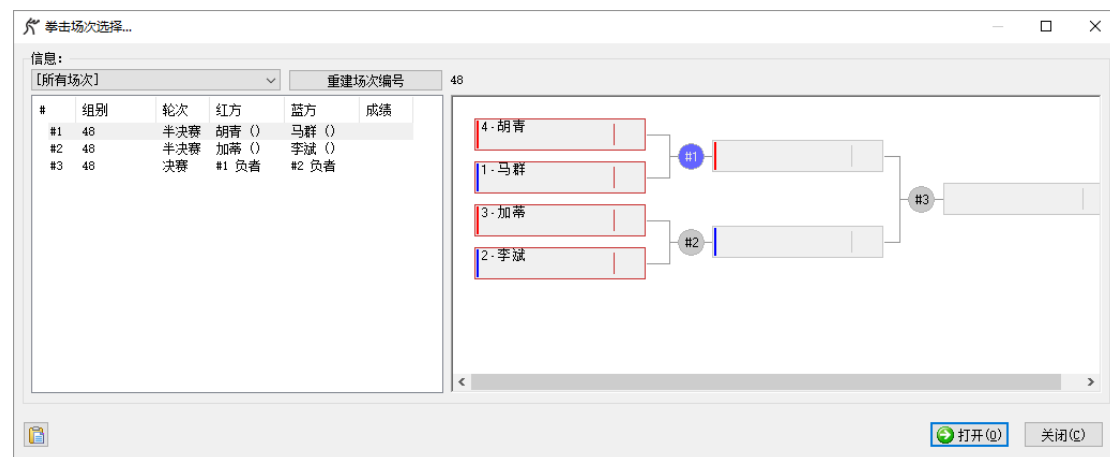 拳击场次选择...
信息:
[所有场次] 重建场次编号 48
# 组别 轮次 红方 蓝方 成绩
#1 48 半决赛 胡青 () 马群 ()
#2 48 半决赛 加蒂 () 李斌 ()
#3 48 决赛 #1 负者 #2 负者
4-胡青
#1
1-马群
#3
3-加蒂
#2
2-李斌
打开(O) 关闭(C)